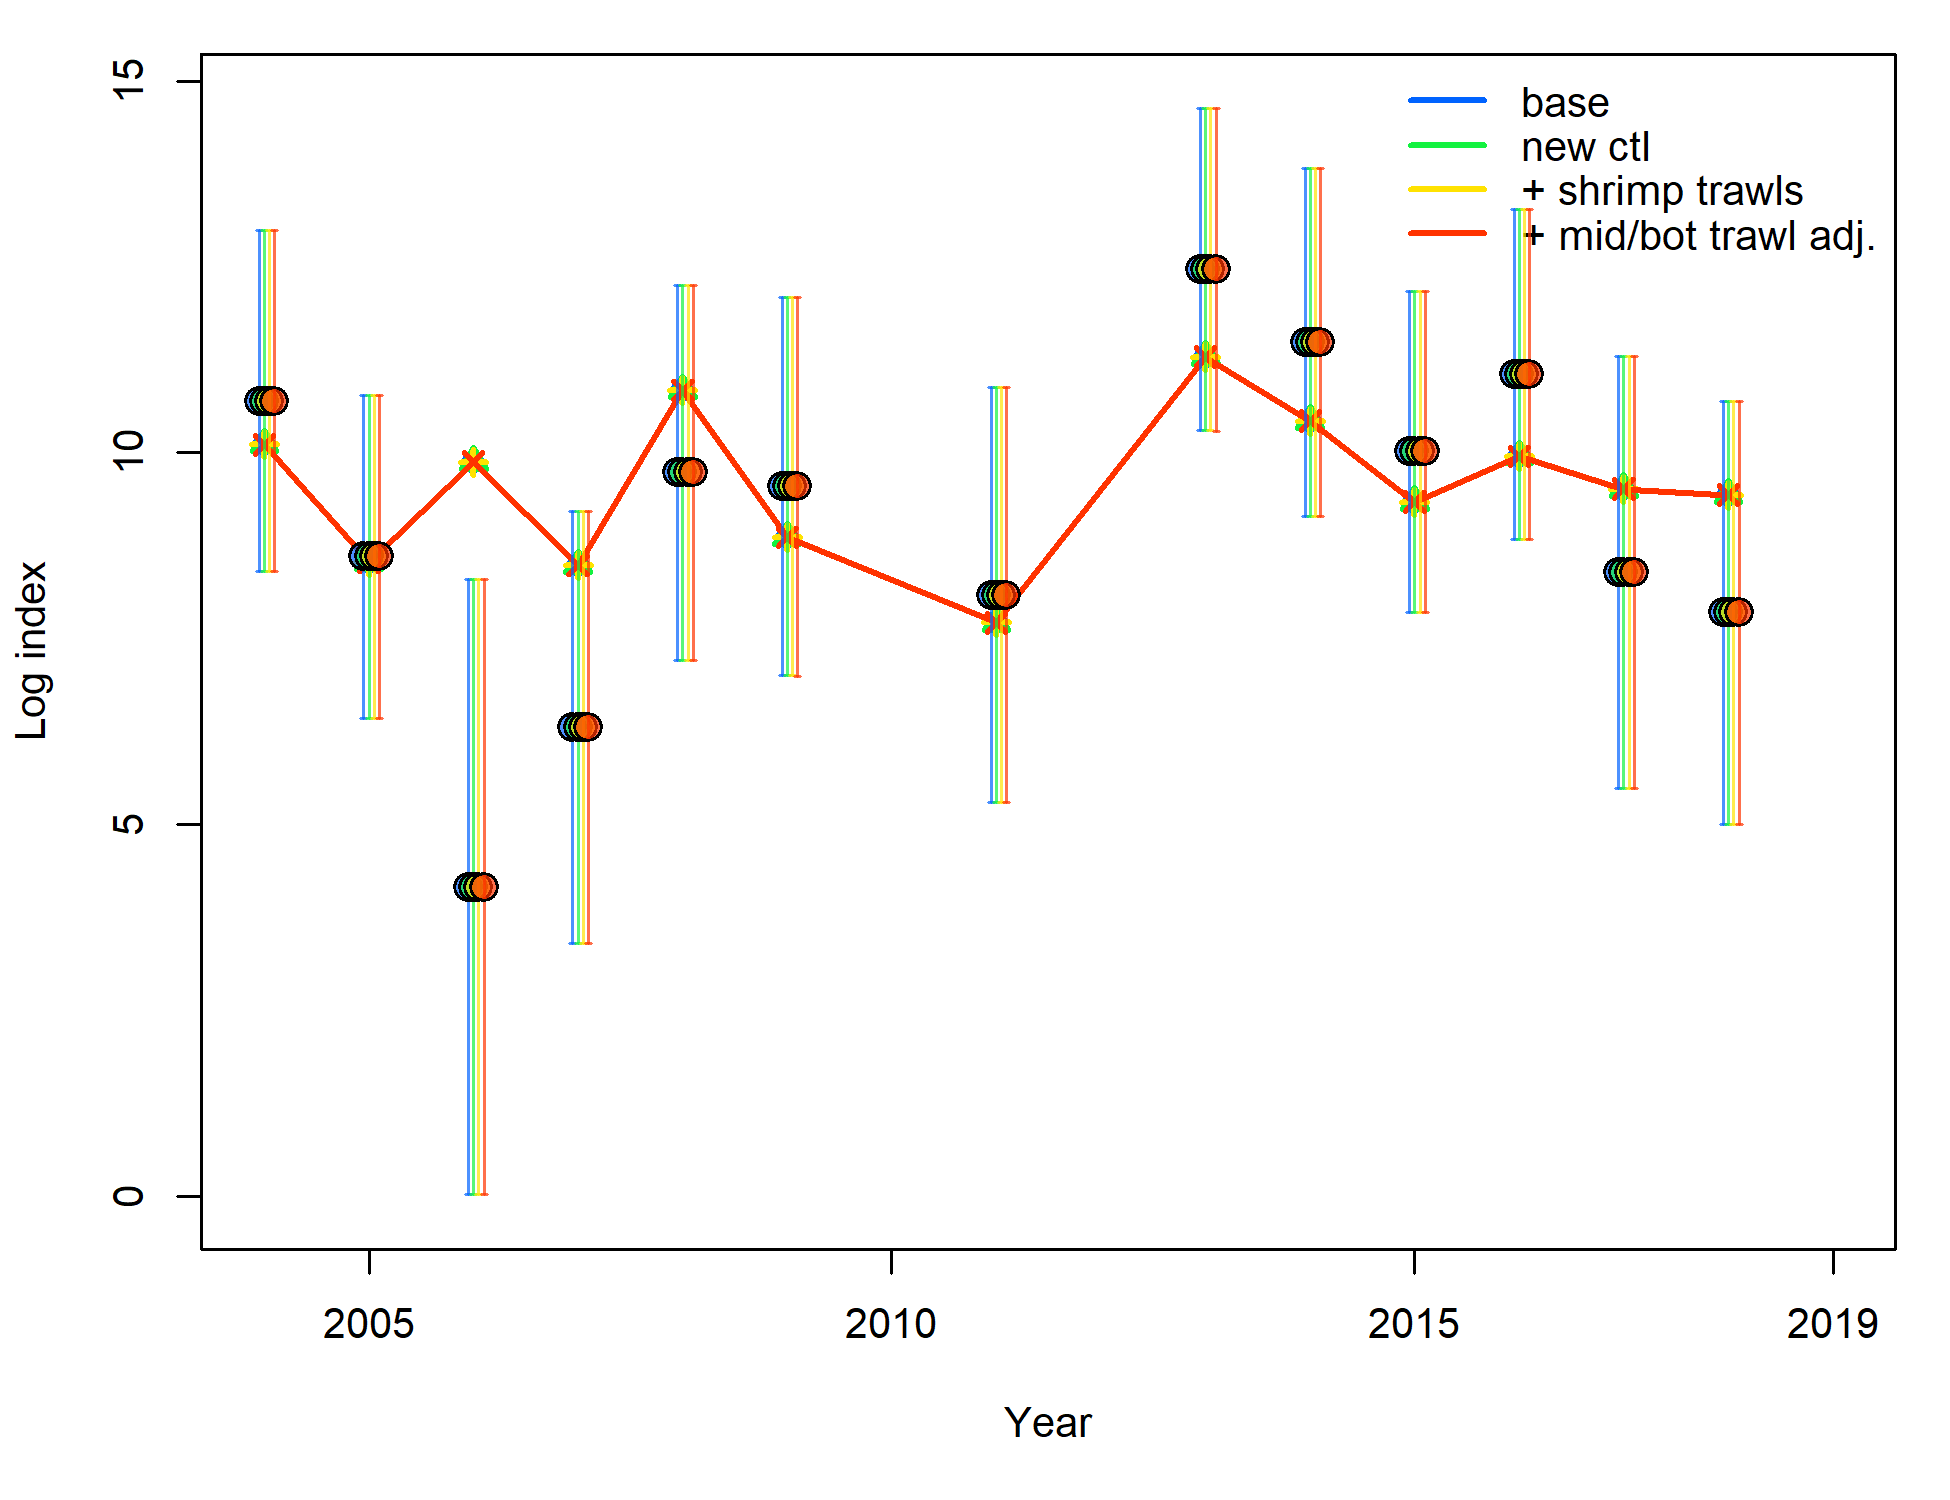 base
new ctl
+ shrimp trawls
+ mid/bot trawl adj.
15
10
5
0
Log index
2005 2010 2015 2019
Year